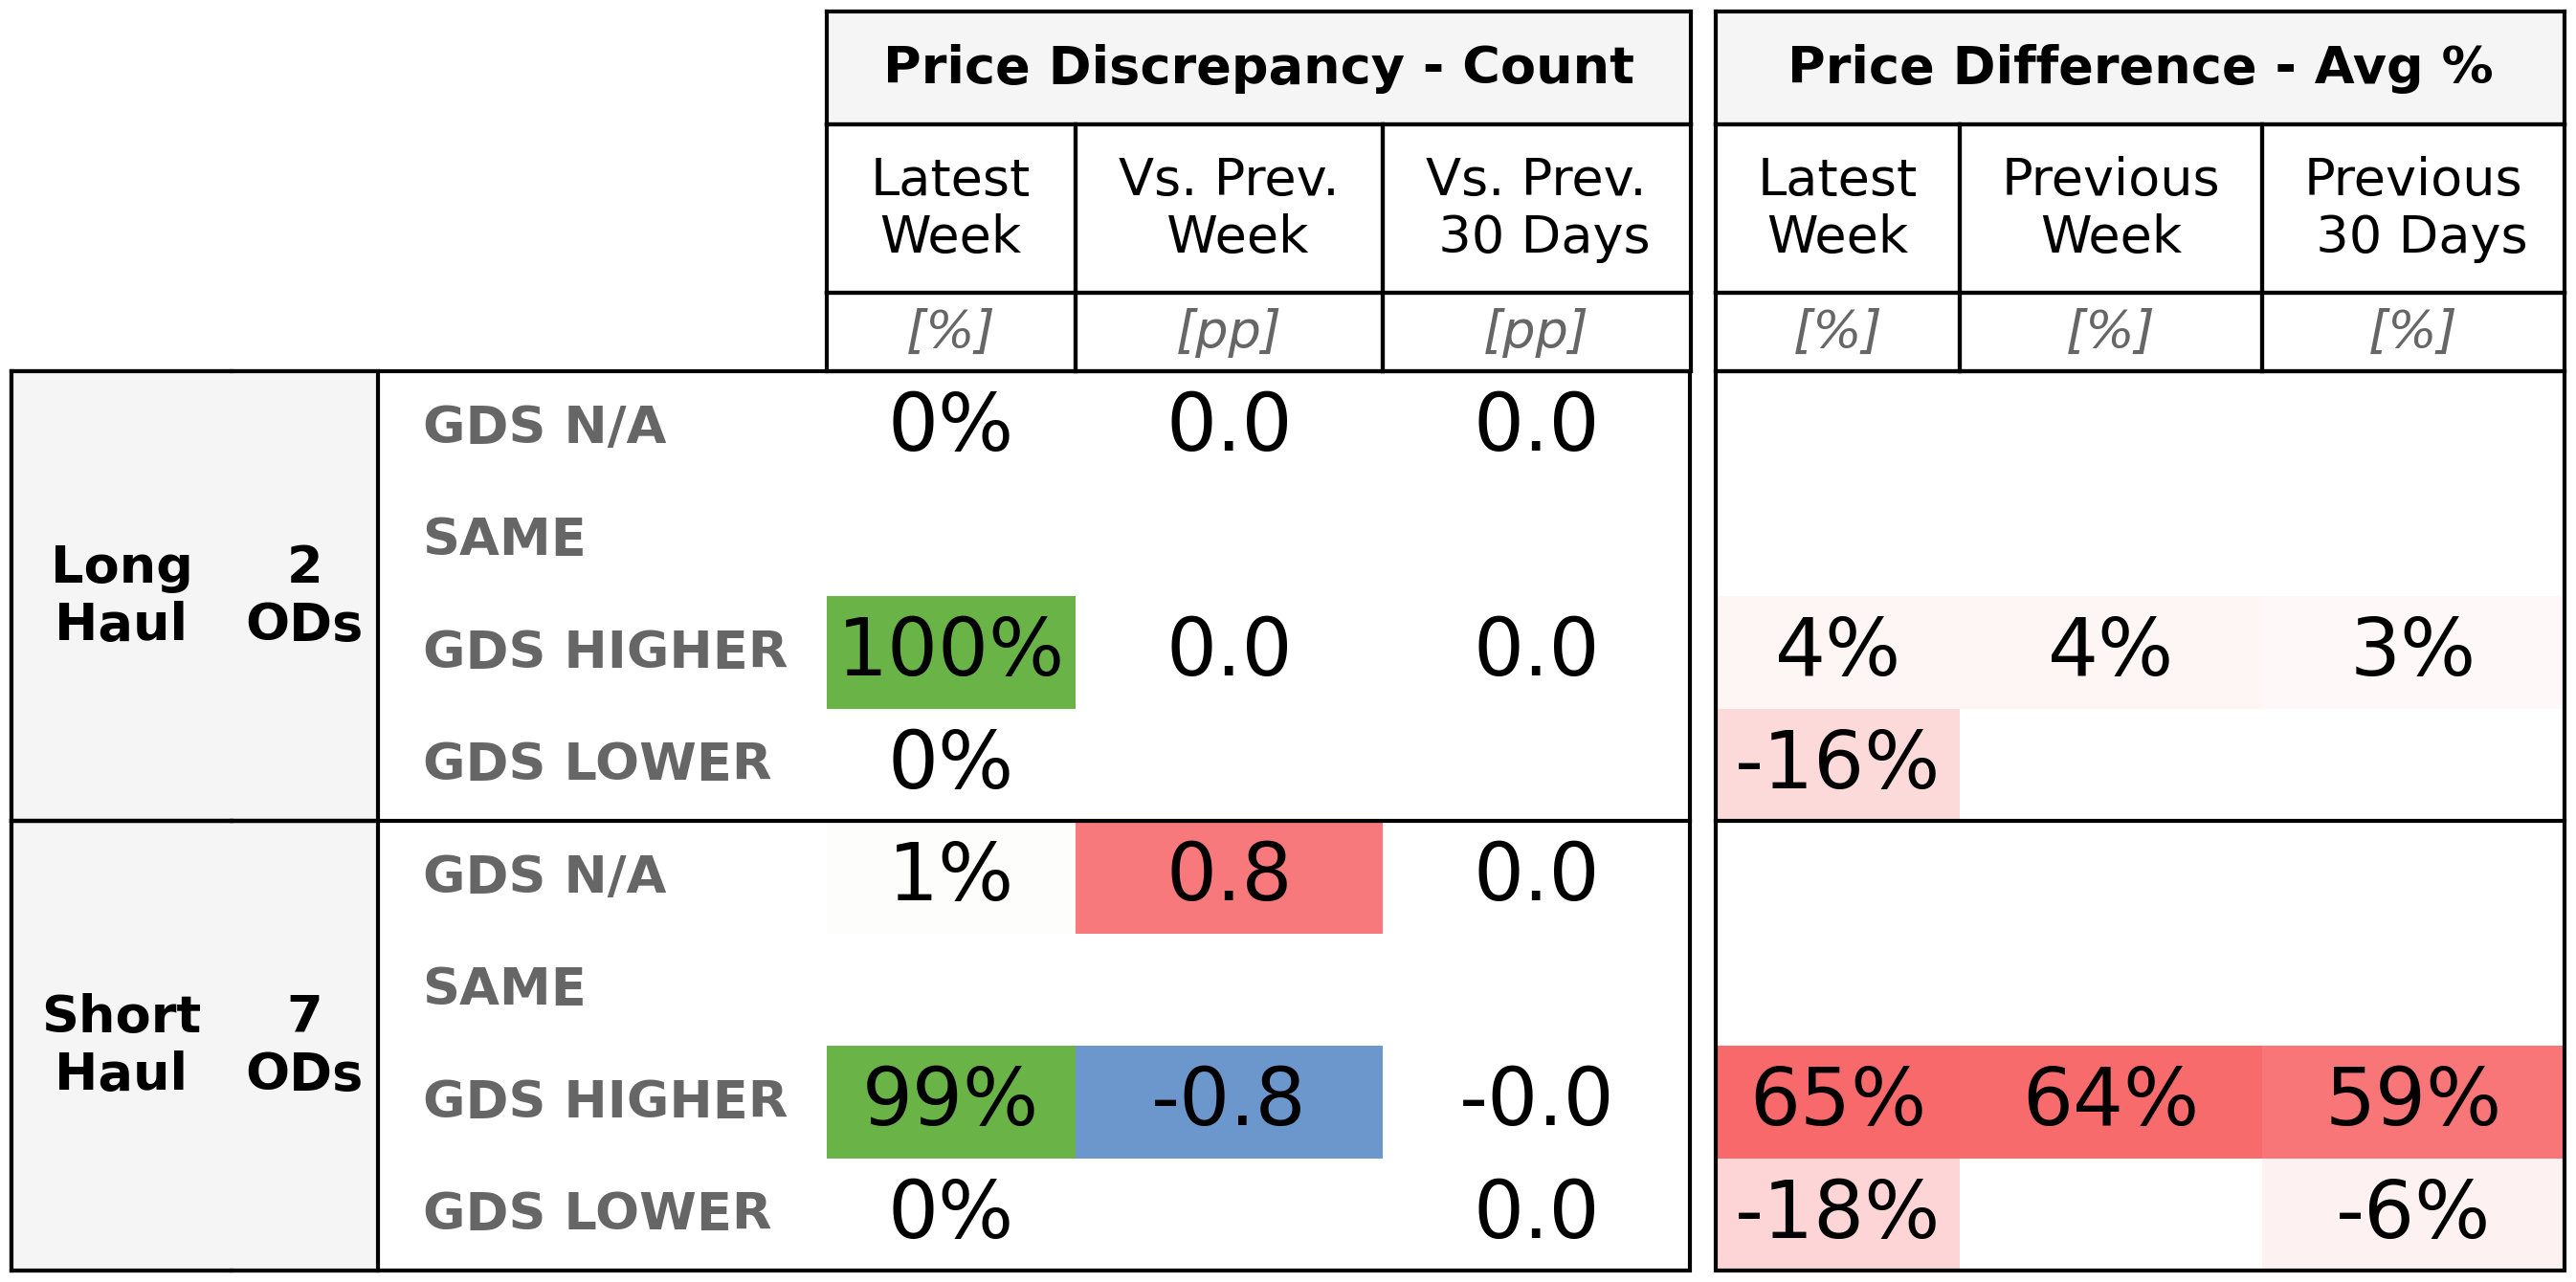 Price Discrepancy - Count Price Difference - Avg %
Latest Week Vs. Prev. Week Vs. Prev. 30 Days Latest Week Previous Week Previous 30 Days
[%] [pp] [pp] [%] [%] [%]
Long Haul 2 ODs
GDS N/A 0% 0.0 0.0
SAME
GDS HIGHER 100% 0.0 0.0 4% 4% 3%
GDS LOWER 0% -16%
Short Haul 7 ODs
GDS N/A 1% 0.8 0.0
SAME
GDS HIGHER 99% -0.8 -0.0 65% 64% 59%
GDS LOWER 0% 0.0 -18% -6%